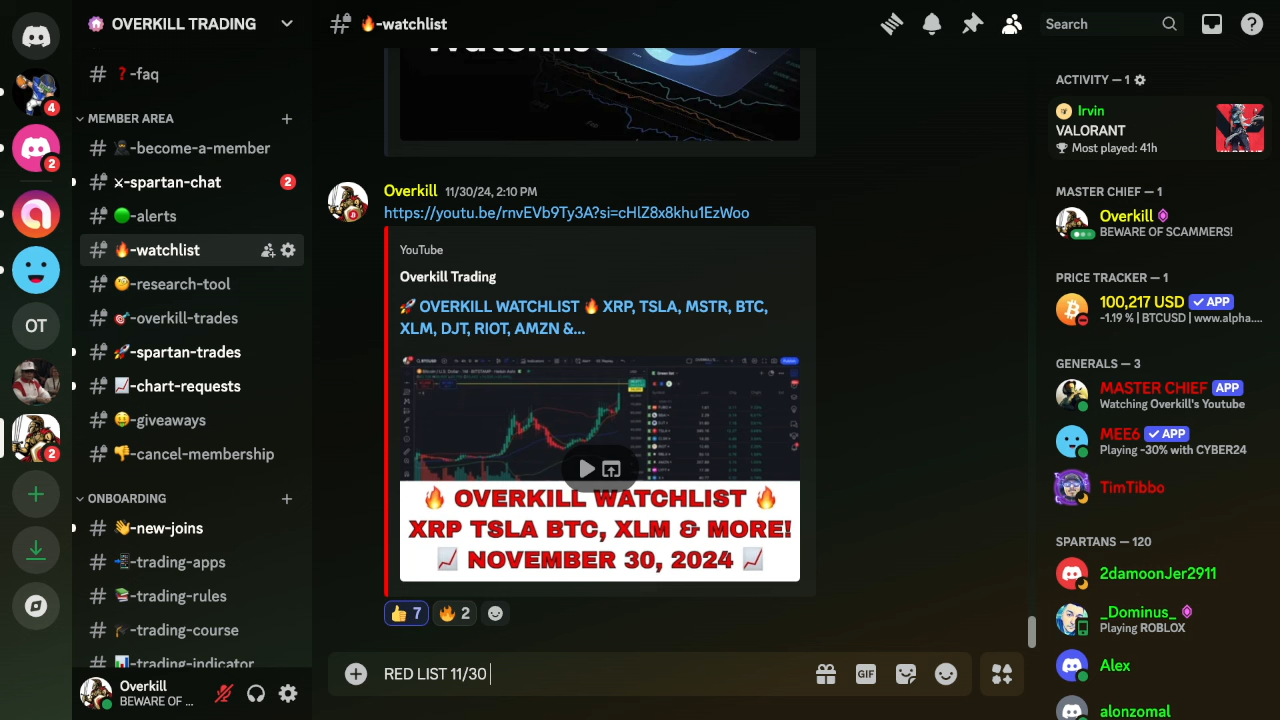 OVERKILL TRADING
🔥-watchlist
Search
❓-faq
MEMBER AREA
🥷-become-a-member
⚔-spartan-chat
2
🟢-alerts
🔥-watchlist
🧐-research-tool
🎯-overkill-trades
🚀-spartan-trades
📈-chart-requests
🤑-giveaways
👎-cancel-membership
ONBOARDING
👋-new-joins
📲-trading-apps
📚-trading-rules
🎓-trading-course
📊-trading-indicator
Overkill
BEWARE OF ...
4
2
OT
2
Watchlist
Overkill 11/30/24, 2:10 PM
https://youtu.be/rnvEVb9Ty3A?si=cHlZ8x8khu1EzWoo
YouTube
Overkill Trading
🚀 OVERKILL WATCHLIST 🔥 XRP, TSLA, MSTR, BTC,
XLM, DJT, RIOT, AMZN &...
🔥 OVERKILL WATCHLIST 🔥
XRP TSLA BTC, XLM & MORE!
📈 NOVEMBER 30, 2024 📈
👍 7 🔥 2
RED LIST 11/30
GIF
ACTIVITY — 1
Irvin
VALORANT
Most played: 41h
MASTER CHIEF — 1
Overkill
BEWARE OF SCAMMERS!
PRICE TRACKER — 1
100,217 USD ✓ APP
-1.19 % | BTCUSD | www.alpha....
GENERALS — 3
MASTER CHIEF APP
Watching Overkill's Youtube
MEE6 ✓ APP
Playing -30% with CYBER24
TimTibbo
SPARTANS — 120
2damoonJer2911
_Dominus_
Playing ROBLOX
Alex
alonzomal